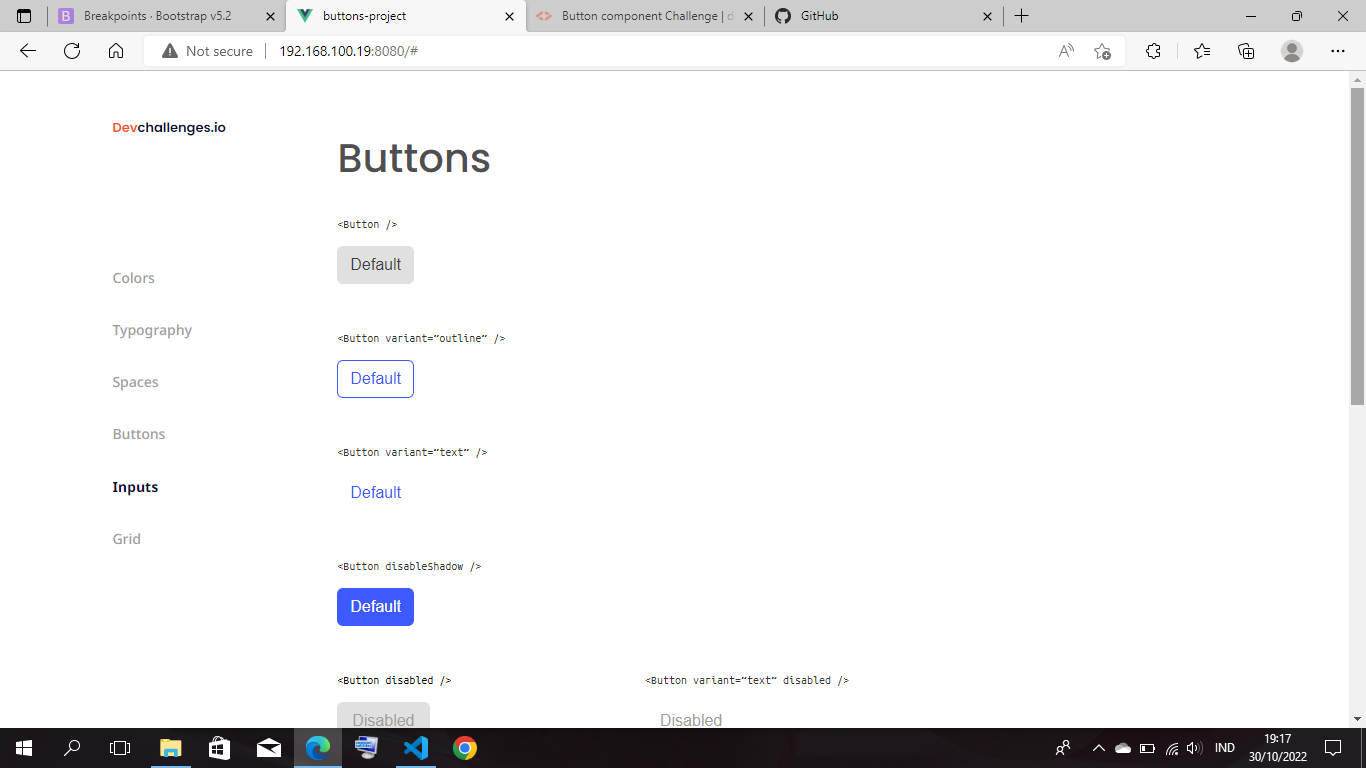 Breakpoints · Bootstrap v5.2
buttons-project
Button component Challenge | d
GitHub
Not secure
192.168.100.19:8080/#
Devchallenges.io
Buttons
<Button />
Default
Colors
Typography
<Button variant=”outline” />
Default
Spaces
Buttons
<Button variant=”text” />
Default
Inputs
Grid
<Button disableShadow />
Default
<Button disabled />
<Button variant=”text” disabled />
Disabled
Disabled
IND
19:17
30/10/2022